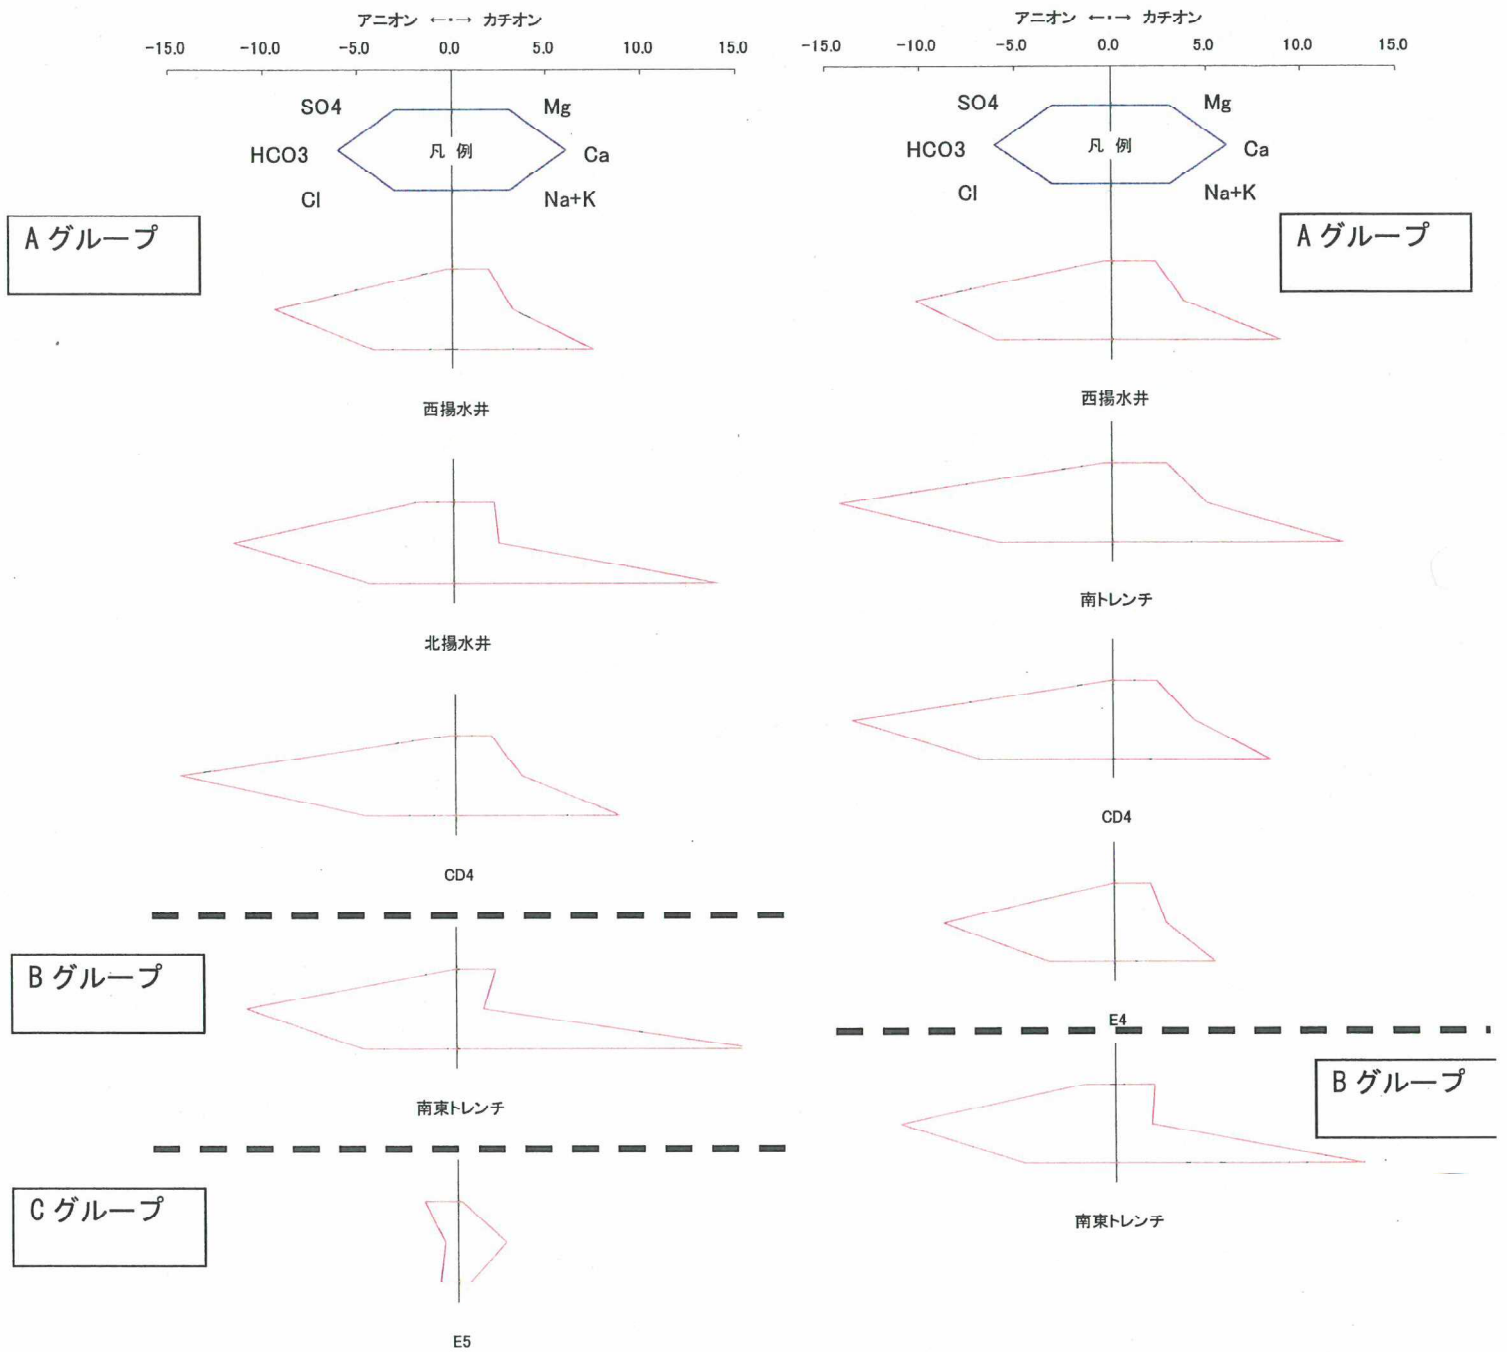 アニオン ←・→ カチオン
-15.0 -10.0 -5.0 0.0 5.0 10.0 15.0
SO4 Mg
HCO3 凡 例 Ca
Cl Na+K
A グループ
西揚水井
北揚水井
CD4
B グループ
南東トレンチ
C グループ
E5
アニオン ←・→ カチオン
-15.0 -10.0 -5.0 0.0 5.0 10.0 15.0
SO4 Mg
HCO3 凡 例 Ca
Cl Na+K
A グループ
西揚水井
南トレンチ
CD4
E4
B グループ
南東トレンチ